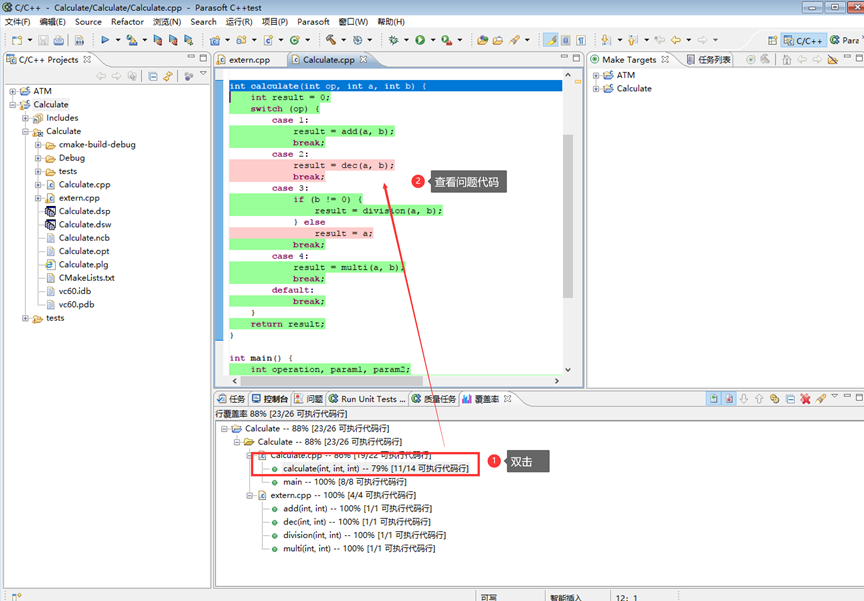 C/C++ - Calculate/Calculate.cpp - Parasoft C++test
文件(F) 编辑(E) Source Refactor 浏览(N) Search 运行(R) 项目(P) Parasoft 窗口(W) 帮助(H)
C/C++ Para
C/C++ Projects
ATM
Calculate
Includes
Calculate
cmake-build-debug
Debug
tests
Calculate.cpp
extern.cpp
Calculate.dsp
Calculate.dsw
Calculate.ncb
Calculate.opt
Calculate.plg
CMakeLists.txt
vc60.idb
vc60.pdb
tests
extern.cpp Calculate.cpp
int calculate(int op, int a, int b) {
int result = 0;
switch (op) {
case 1:
result = add(a, b);
break;
case 2:
result = dec(a, b);
break;
case 3:
if (b != 0) {
result = division(a, b);
} else
result = a;
break;
case 4:
result = multi(a, b);
break;
default:
break;
}
return result;
}
int main() {
int operation, param1, param2;
2 查看问题代码
Make Targets 任务列表
ATM
Calculate
任务 控制台 问题 Run Unit Tests ... 质量任务 覆盖率
行覆盖率 88% [23/26 可执行代码行]
Calculate -- 88% [23/26 可执行代码行]
Calculate -- 88% [23/26 可执行代码行]
Calculate.cpp -- 86% [19/22 可执行代码行]
calculate(int, int, int) -- 79% [11/14 可执行代码行]
1 双击
main -- 100% [8/8 可执行代码行]
extern.cpp -- 100% [4/4 可执行代码行]
add(int, int) -- 100% [1/1 可执行代码行]
dec(int, int) -- 100% [1/1 可执行代码行]
division(int, int) -- 100% [1/1 可执行代码行]
multi(int, int) -- 100% [1/1 可执行代码行]
可写 智能插入 12: 1